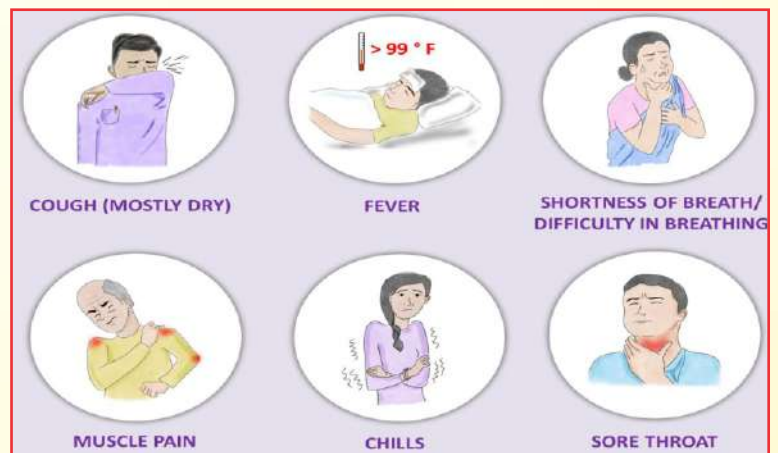 > 99 ° F
COUGH (MOSTLY DRY)
FEVER
SHORTNESS OF BREATH/
DIFFICULTY IN BREATHING
MUSCLE PAIN
CHILLS
SORE THROAT